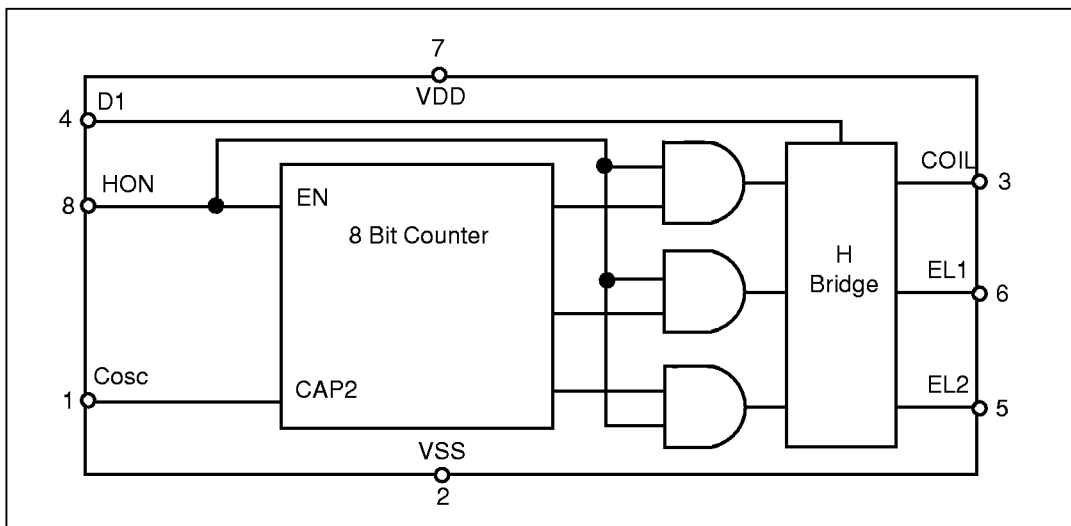 7
VDD
D1
4
HON
8
EN
8 Bit Counter
CAP2
Cosc
1
VSS
2
H
Bridge
COIL
3
EL1
6
EL2
5